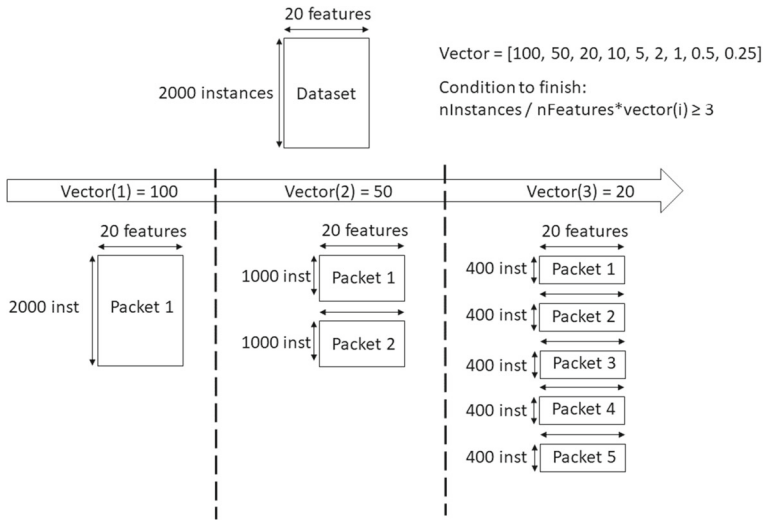 20 features
2000 instances
Dataset
Vector = [100, 50, 20, 10, 5, 2, 1, 0.5, 0.25]
Condition to finish:
nInstances / nFeatures*vector(i) ≥ 3
Vector(1) = 100
Vector(2) = 50
Vector(3) = 20
20 features
2000 inst
Packet 1
20 features
1000 inst
Packet 1
1000 inst
Packet 2
20 features
400 inst
Packet 1
400 inst
Packet 2
400 inst
Packet 3
400 inst
Packet 4
400 inst
Packet 5